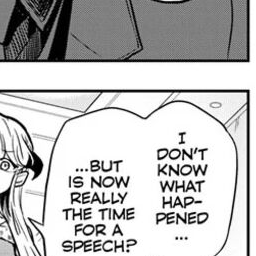 I
DON'T
KNOW
WHAT
HAP-
PENED
...
...BUT
IS NOW
REALLY
THE TIME
FOR A
SPEECH?